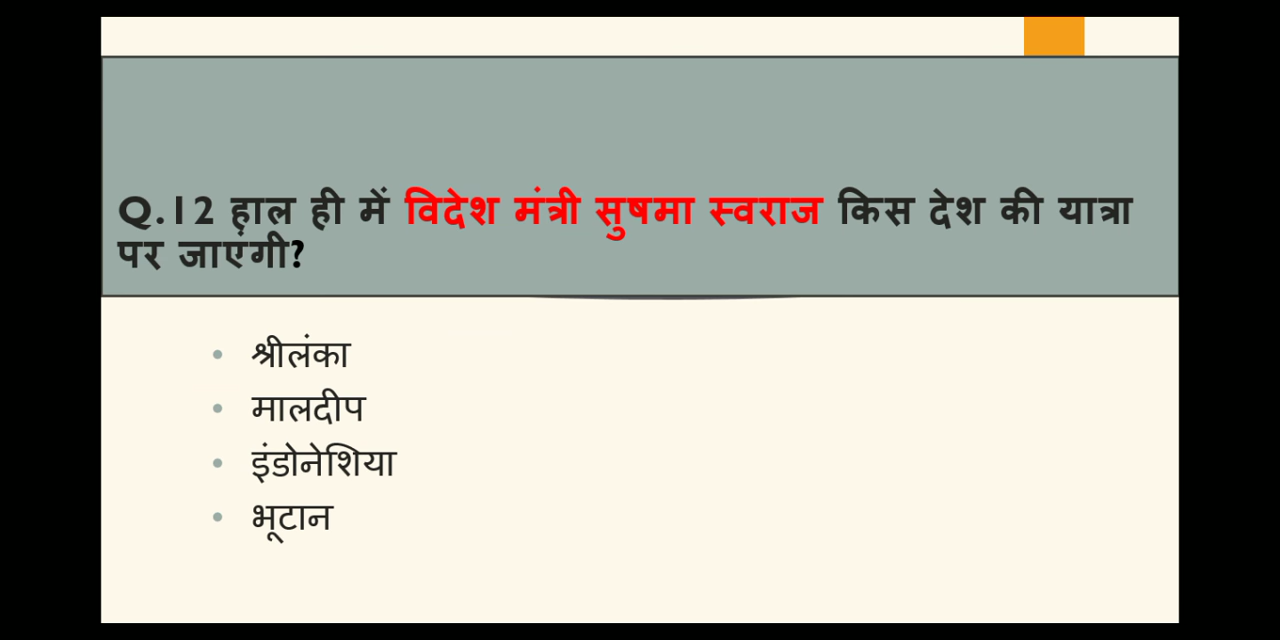 Q.12 हाल ही में विदेश मंत्री सुषमा स्वराज किस देश की यात्रा
पर जाएंगी?
• श्रीलंका
• मालदीप
• इंडोनेशिया
• भूटान